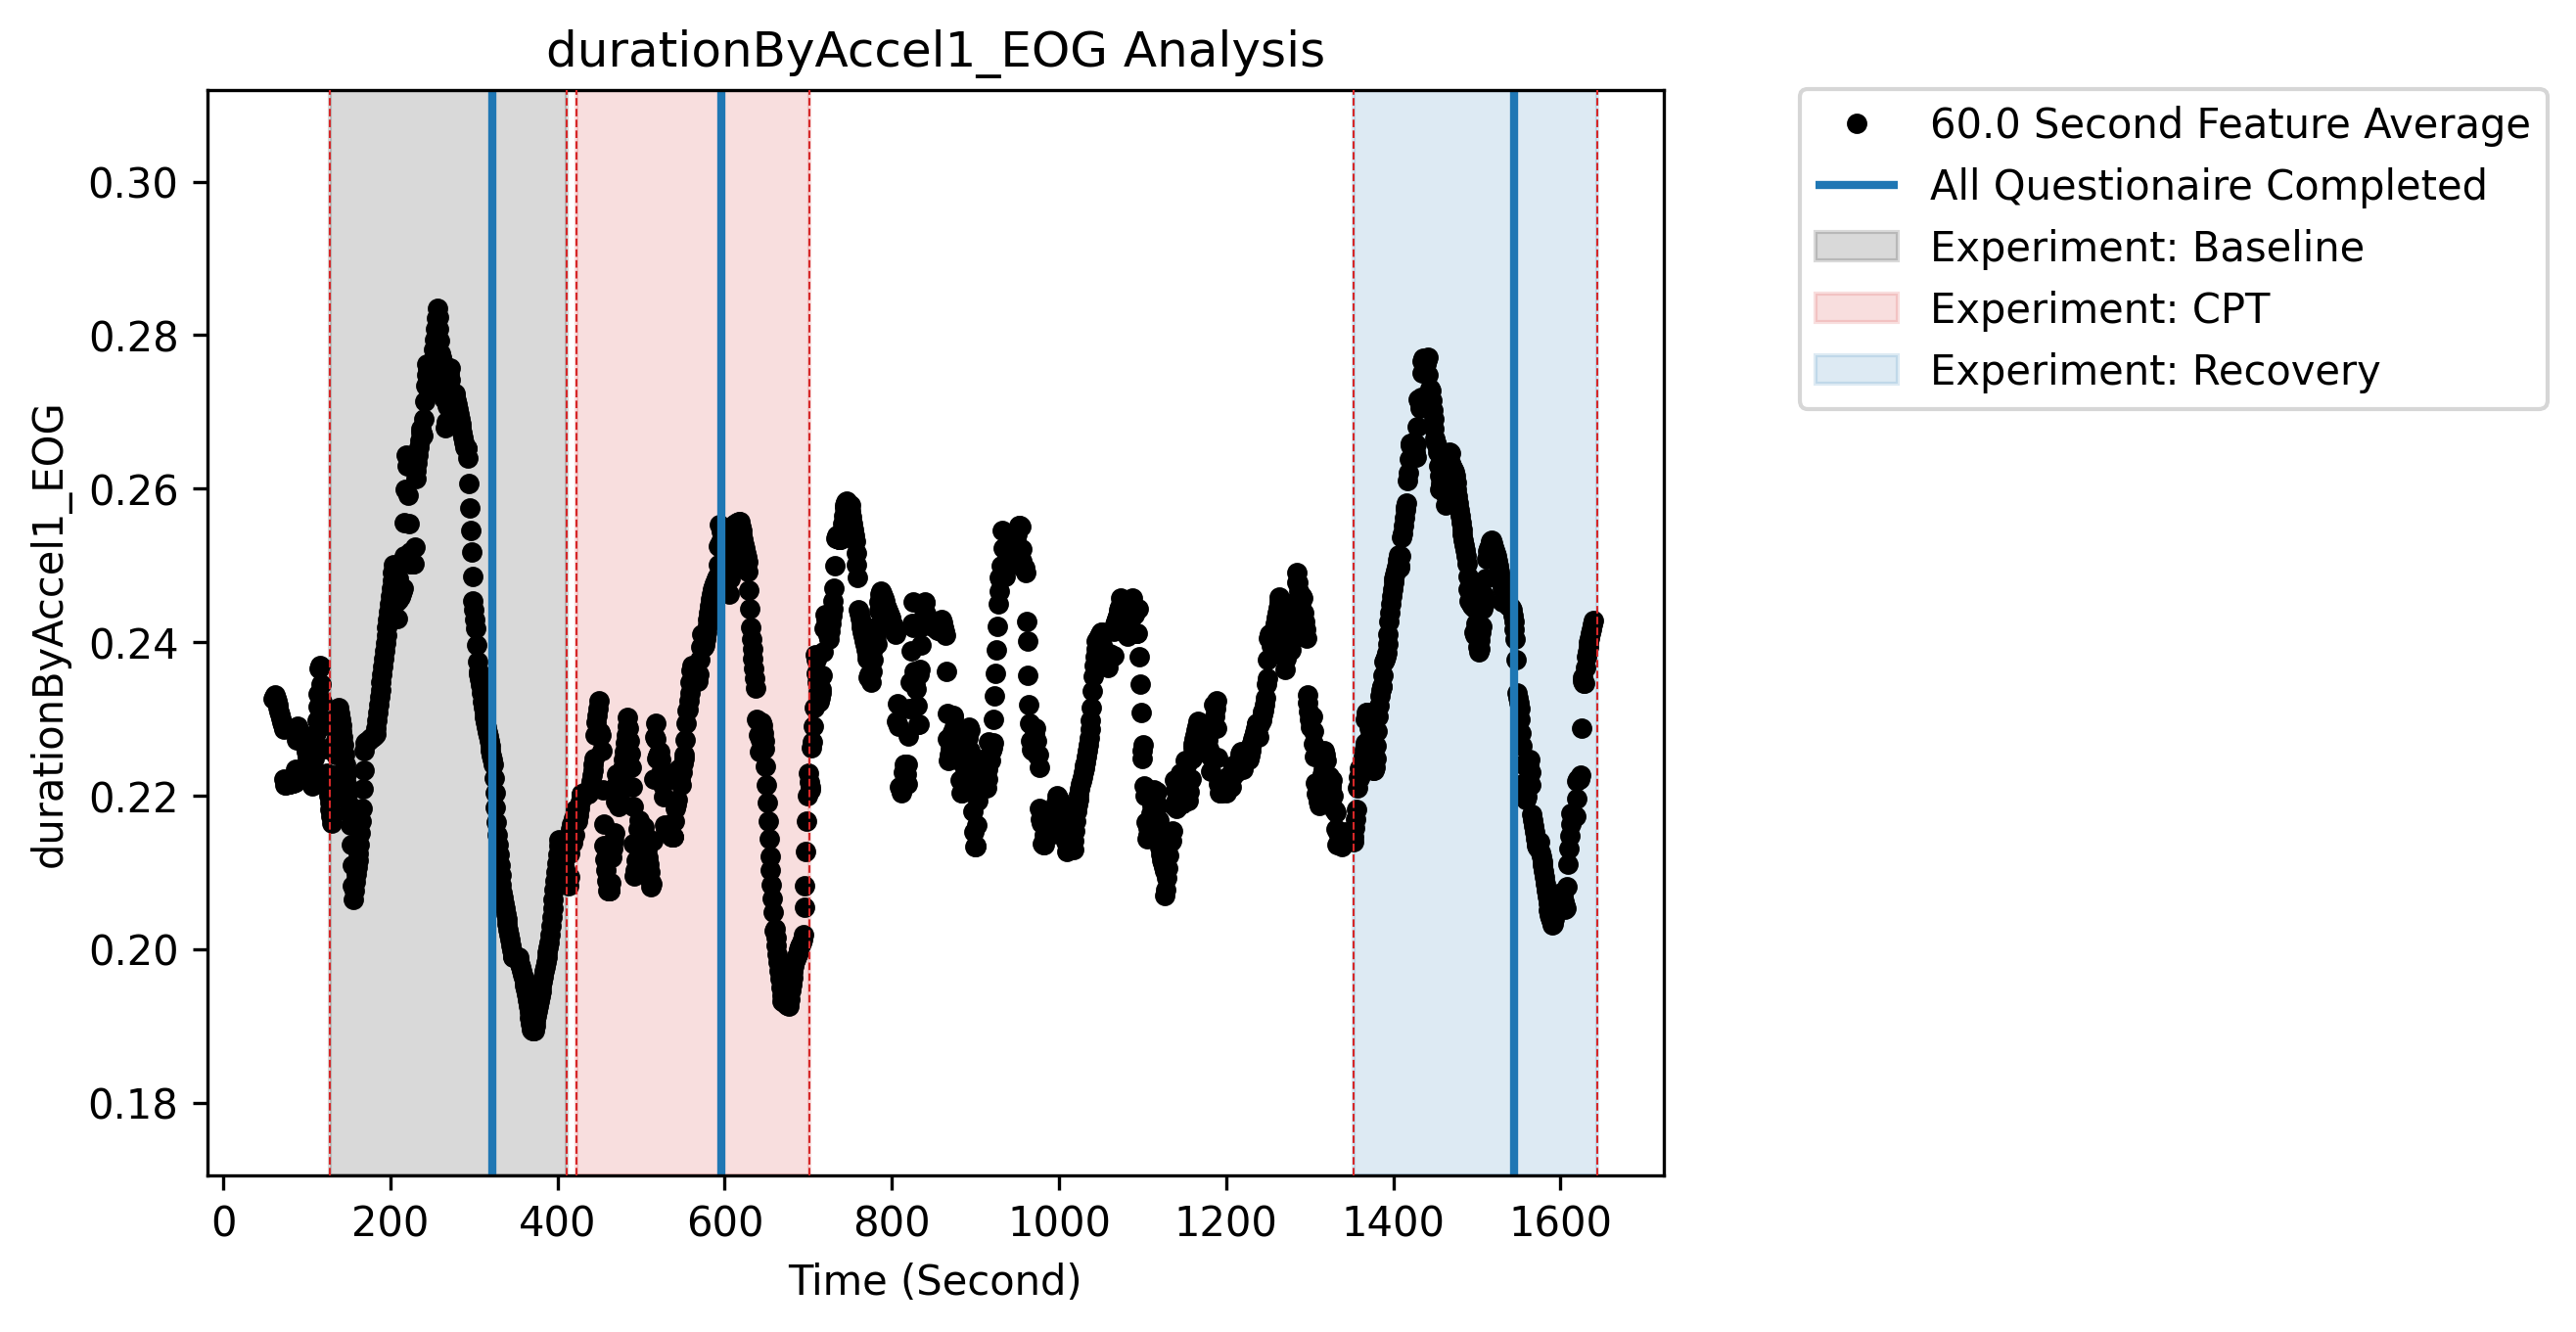 durationByAccel1_EOG Analysis
durationByAccel1_EOG
0.30
0.28
0.26
0.24
0.22
0.20
0.18
0 200 400 600 800 1000 1200 1400 1600
Time (Second)
60.0 Second Feature Average
All Questionaire Completed
Experiment: Baseline
Experiment: CPT
Experiment: Recovery